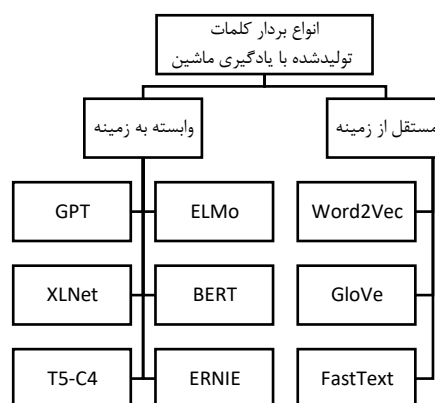 انواع بردار کلمات
تولیدشده با یادگیری ماشین
مستقل از زمینه
وابسته به زمینه
Word2Vec
GloVe
FastText
ELMo
GPT
BERT
XLNet
ERNIE
T5-C4